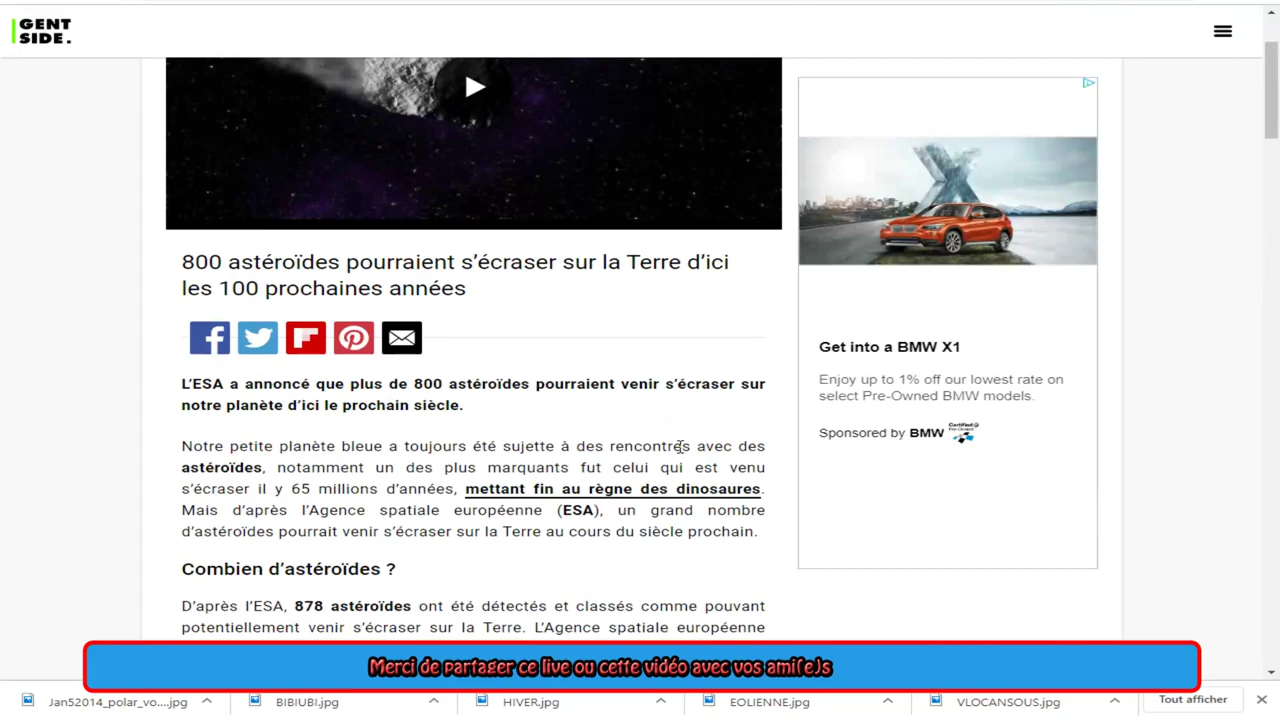 GENT
SIDE.
800 astéroïdes pourraient s’écraser sur la Terre d’ici
les 100 prochaines années
L’ESA a annoncé que plus de 800 astéroïdes pourraient venir s’écraser sur
notre planète d’ici le prochain siècle.
Notre petite planète bleue a toujours été sujette à des rencontres avec des
astéroïdes, notamment un des plus marquants fut celui qui est venu
s’écraser il y 65 millions d’années, mettant fin au règne des dinosaures.
Mais d’après l’Agence spatiale européenne (ESA), un grand nombre
d’astéroïdes pourrait venir s’écraser sur la Terre au cours du siècle prochain.
Combien d’astéroïdes ?
D’après l’ESA, 878 astéroïdes ont été détectés et classés comme pouvant
potentiellement venir s’écraser sur la Terre. L’Agence spatiale européenne
Get into a BMW X1
Enjoy up to 1% off our lowest rate on
select Pre-Owned BMW models.
Sponsored by BMW
Merci de partager ce live ou cette vidéo avec vos ami(e)s
Jan52014_polar_vo....jpg
BIBIUBI.jpg
HIVER.jpg
EOLIENNE.jpg
VLOCANSOUS.jpg
Tout afficher